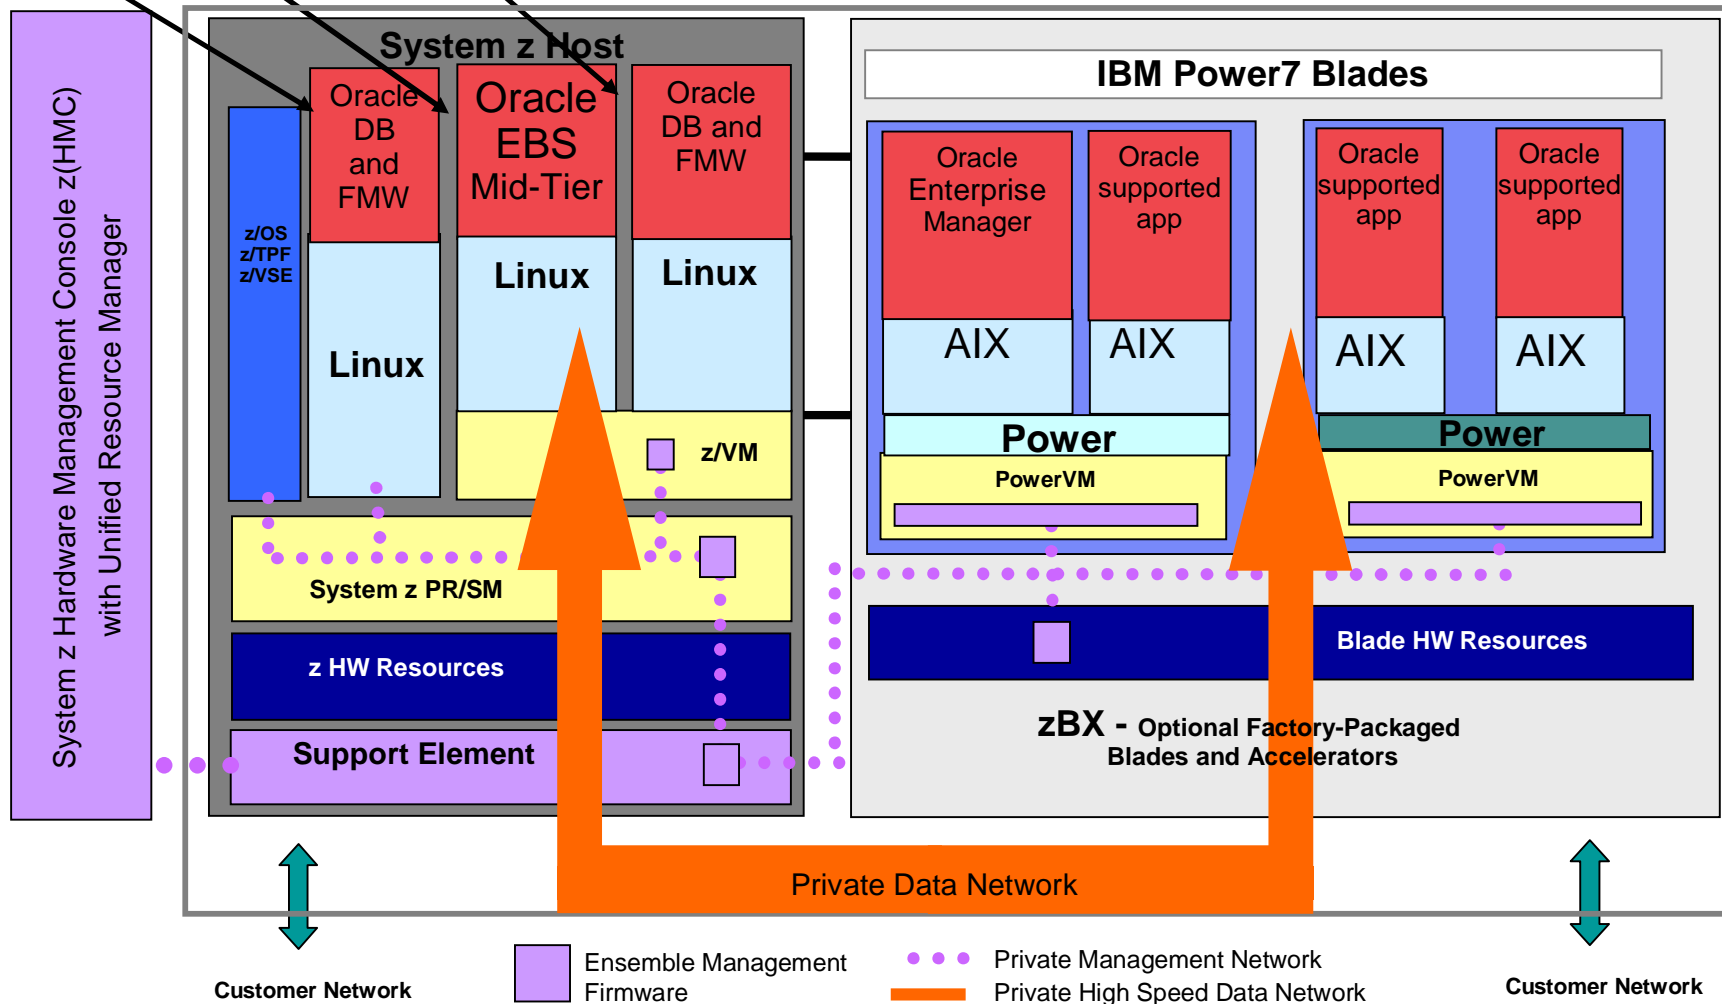 System z Hardware Management Console z(HMC)
with Unified Resource Manager
System z Host
z/OS
z/TPF
z/VSE
Oracle
DB
and
FMW
Linux
Oracle
EBS
Mid-Tier
Linux
Oracle
DB and
FMW
Linux
z/VM
System z PR/SM
z HW Resources
Support Element
IBM Power7 Blades
Oracle
Enterprise
Manager
AIX
Oracle
supported
app
AIX
Power
PowerVM
Oracle
supported
app
AIX
Oracle
supported
app
AIX
Power
PowerVM
Blade HW Resources
zBX - Optional Factory-Packaged
Blades and Accelerators
Private Data Network
Customer Network
Ensemble Management
Firmware
Private Management Network
Private High Speed Data Network
Customer Network